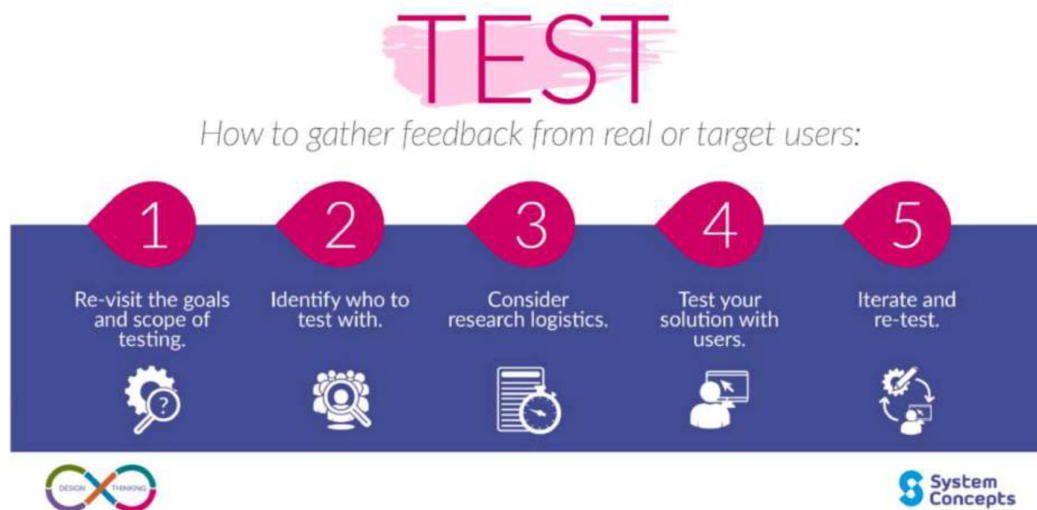 TEST
How to gather feedback from real or target users:
1
Re-visit the goals
and scope of
testing.
?
2
Identify who to
test with.
3
Consider
research logistics.
4
Test your
solution with
users.
5
Iterate and
re-test.
DESIGN THINKING
System
Concepts